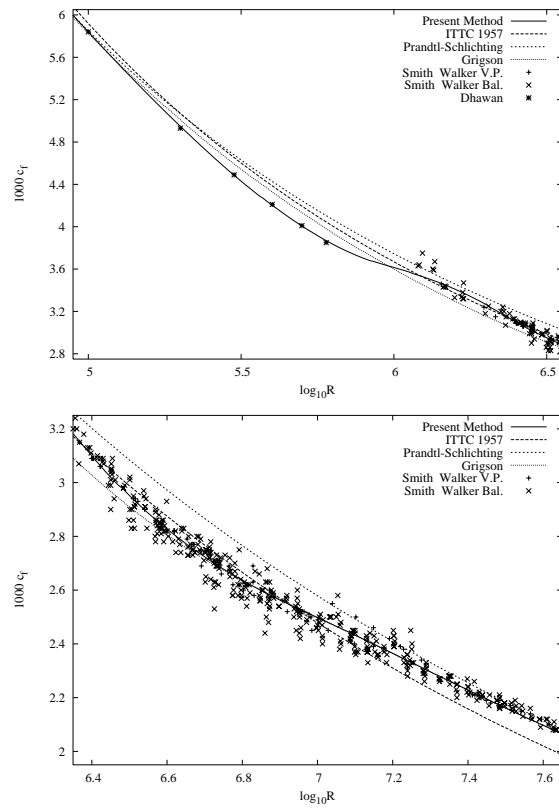 6
5.6
5.2
4.8
4.4
4
3.6
3.2
2.8
1000 c_f
5
5.5
6
6.5
log10R
Present Method
ITTC 1957
Prandtl-Schlichting
Grigson
Smith Walker V.P.
Smith Walker Bal.
Dhawan
3.2
3
2.8
2.6
2.4
2.2
2
1000 c_f
6.4
6.6
6.8
7
7.2
7.4
7.6
log10R
Present Method
ITTC 1957
Prandtl-Schlichting
Grigson
Smith Walker V.P.
Smith Walker Bal.